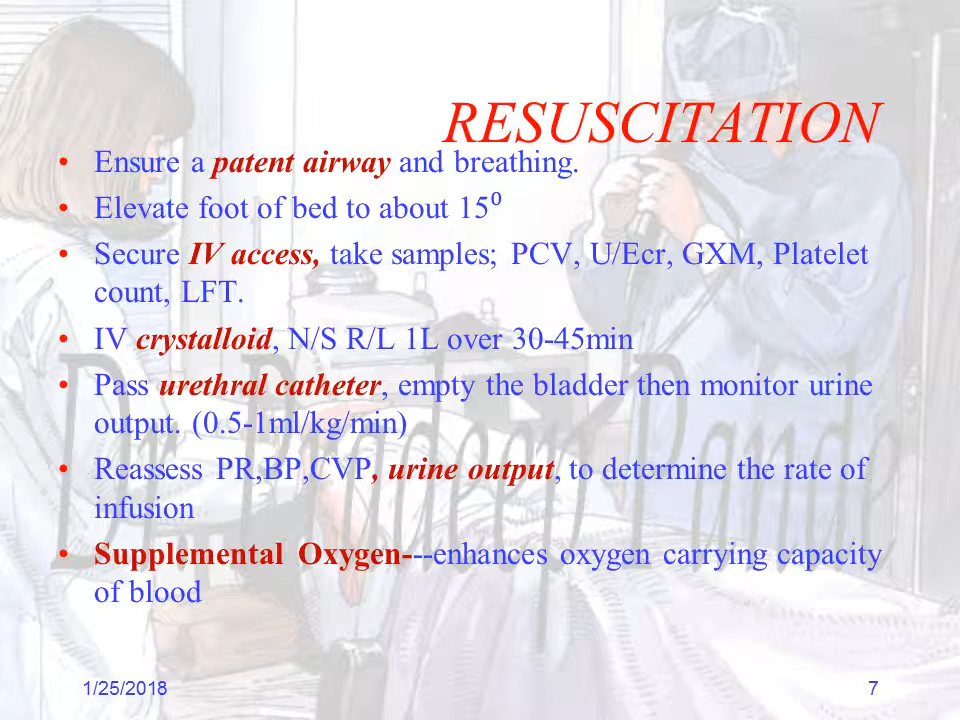 RESUSCITATION
• Ensure a patent airway and breathing.
• Elevate foot of bed to about 15⁰
• Secure IV access, take samples; PCV, U/Ecr, GXM, Platelet
count, LFT.
• IV crystalloid, N/S R/L 1L over 30-45min
• Pass urethral catheter, empty the bladder then monitor urine
output. (0.5-1ml/kg/min)
• Reassess PR,BP,CVP, urine output, to determine the rate of
infusion
• Supplemental Oxygen---enhances oxygen carrying capacity
of blood
Dr Pradeep Pande
1/25/2018
7